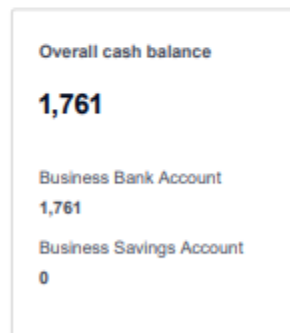 Overall cash balance
1,761
Business Bank Account
1,761
Business Savings Account
0